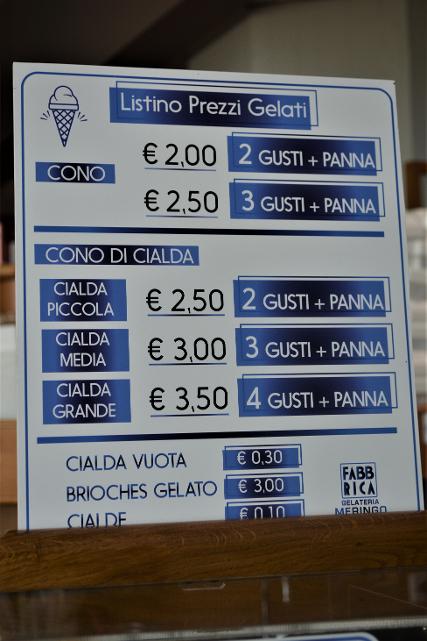 Listino Prezzi Gelati
CONO
€ 2,00 2 GUSTI + PANNA
€ 2,50 3 GUSTI + PANNA
CONO DI CIALDA
CIALDA PICCOLA € 2,50 2 GUSTI + PANNA
CIALDA MEDIA € 3,00 3 GUSTI + PANNA
CIALDA GRANDE € 3,50 4 GUSTI + PANNA
CIALDA VUOTA € 0,30
BRIOCHES GELATO € 3,00
CIALDE € 0,10
FABB
RICA
GELATERIA
MERINGO